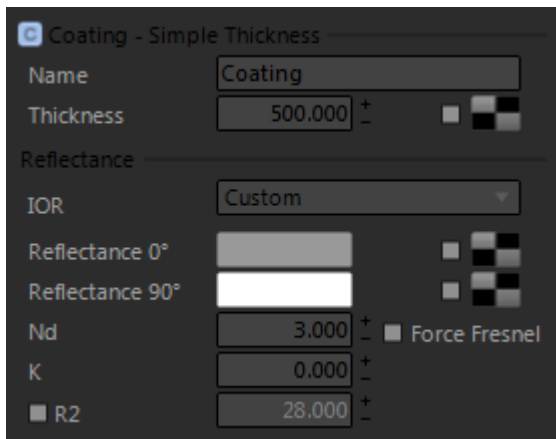 C Coating - Simple Thickness
Name Coating
Thickness 500.000 + -
Reflectance
IOR Custom
Reflectance 0°
Reflectance 90°
Nd 3.000 + - Force Fresnel
K 0.000 + -
R2 28.000 + -